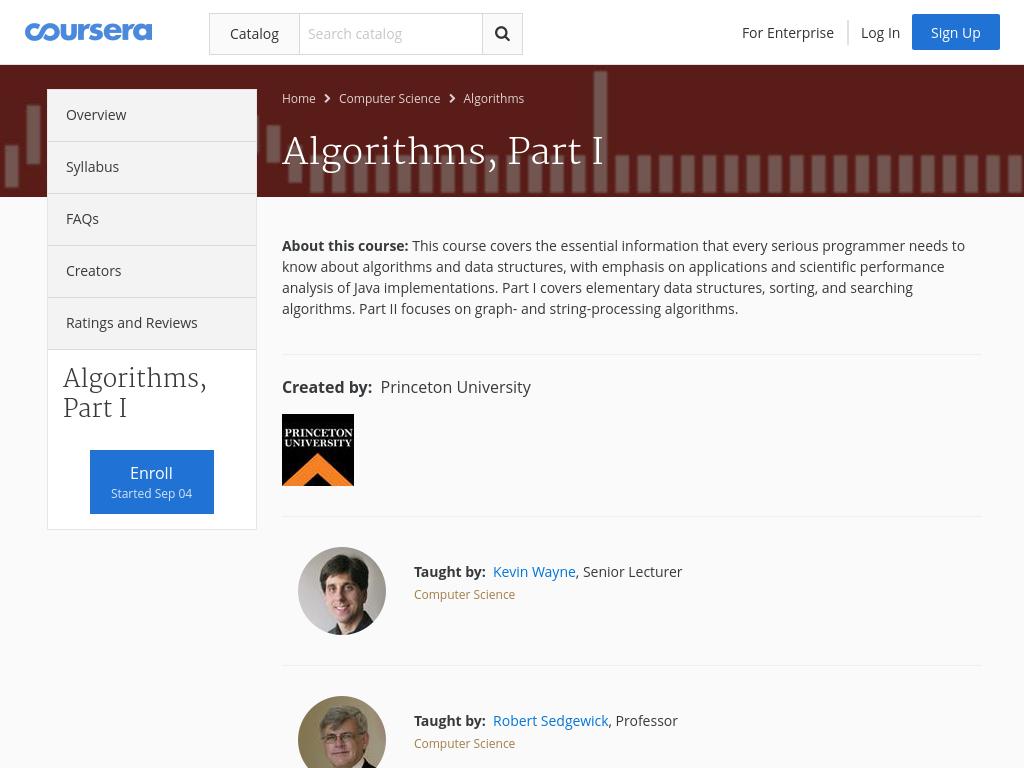 coursera
Catalog
Search catalog
For Enterprise
Log In
Sign Up
Home
Computer Science
Algorithms
Algorithms, Part I
Overview
Syllabus
FAQs
Creators
Ratings and Reviews
Algorithms,
Part I
Enroll
Started Sep 04
About this course: This course covers the essential information that every serious programmer needs to
know about algorithms and data structures, with emphasis on applications and scientific performance
analysis of Java implementations. Part I covers elementary data structures, sorting, and searching
algorithms. Part II focuses on graph- and string-processing algorithms.
Created by: Princeton University
PRINCETON
UNIVERSITY
Taught by: Kevin Wayne, Senior Lecturer
Computer Science
Taught by: Robert Sedgewick, Professor
Computer Science